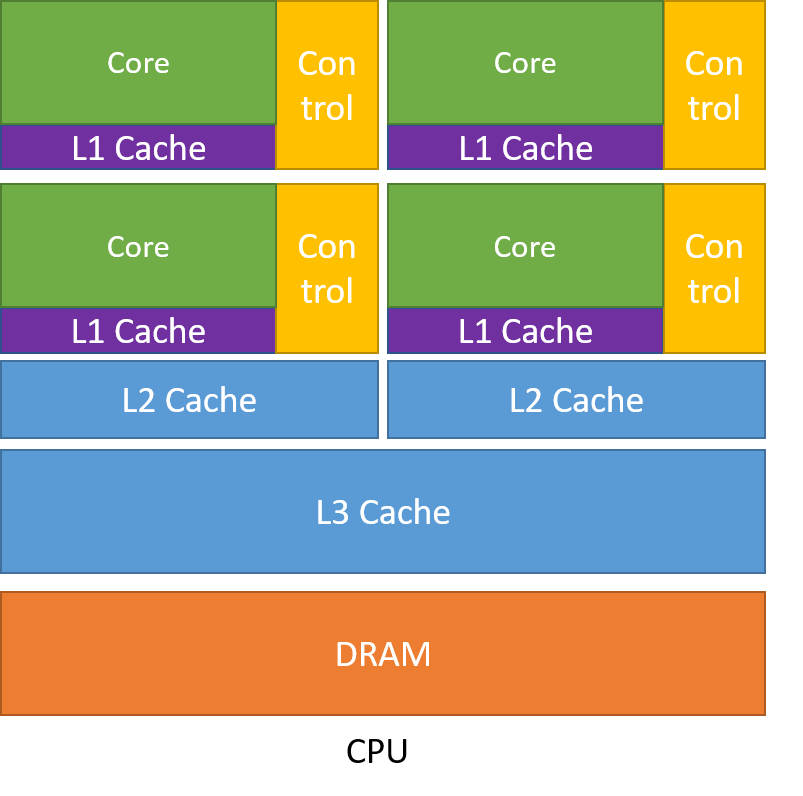 Core
Con
trol
L1 Cache
Core
Con
trol
L1 Cache
Core
Con
trol
L1 Cache
Core
Con
trol
L1 Cache
L2 Cache
L2 Cache
L3 Cache
DRAM
CPU